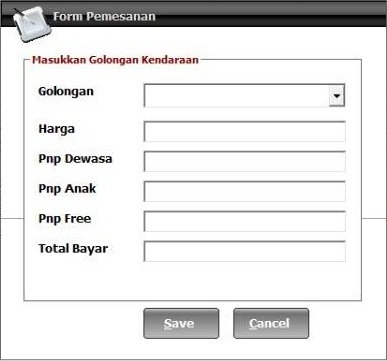 Form Pemesanan
Masukkan Golongan Kendaraan
Golongan
Harga
Pnp Dewasa
Pnp Anak
Pnp Free
Total Bayar
Save Cancel